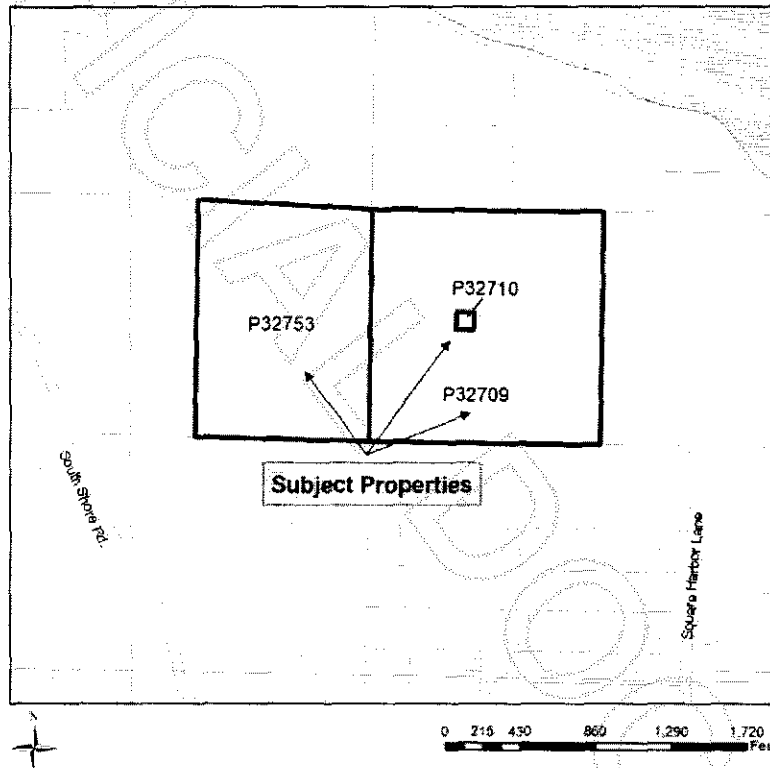 P32710
P32753
P32709
Subject Properties
South Shore Rd.
Square Harbor Lane
0 215 430 860 1,290 1,720
Feet